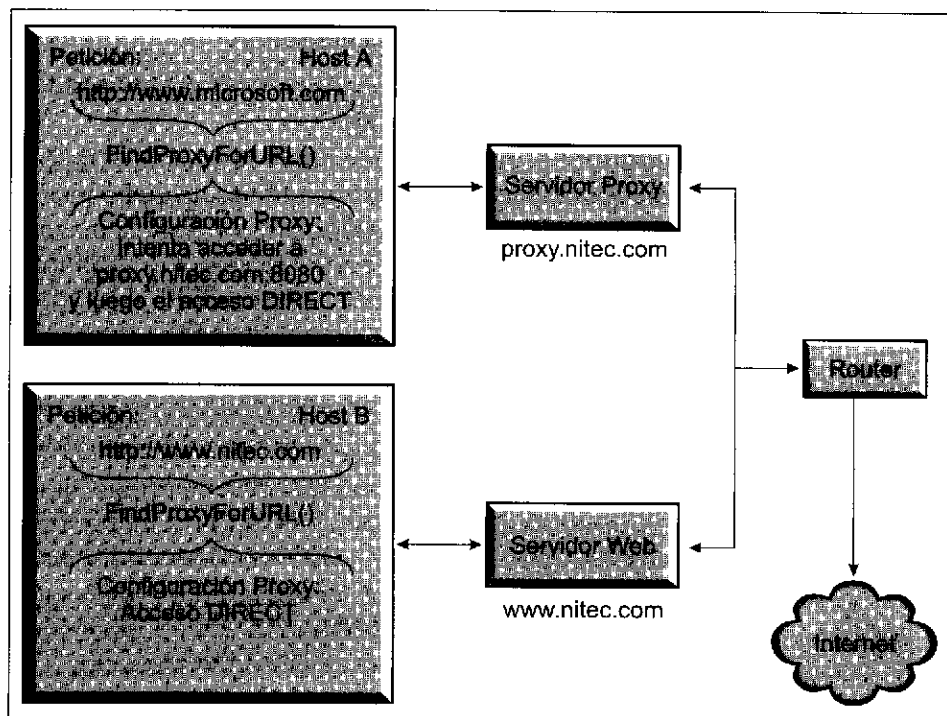 Petición: Host A
http://www.microsoft.com
FindProxyForURL()
Configuración Proxy:
intenta acceder a
proxy.nitec.com:8080
y luego el acceso DIRECT
Servidor Proxy
proxy.nitec.com
Router
Petición: Host B
http://www.nitec.com
FindProxyForURL()
Configuración Proxy:
Acceso DIRECT
Servidor Web
www.nitec.com
Internet